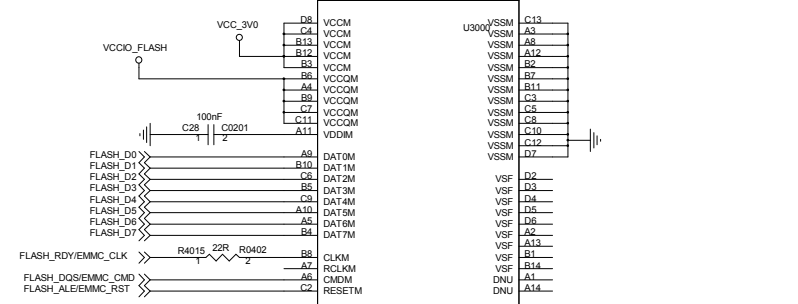 U3000
VCC_3V0
VCCIO_FLASH
D8 VCCM
C4 VCCM
B13 VCCM
B12 VCCM
B3 VCCM
B6 VCCQM
A4 VCCQM
B9 VCCQM
C7 VCCQM
C11 VCCQM
100nF
C28 C0201
1 2
A11 VDDIM
FLASH_D0 A9 DAT0M
FLASH_D1 B10 DAT1M
FLASH_D2 C6 DAT2M
FLASH_D3 B5 DAT3M
FLASH_D4 C9 DAT4M
FLASH_D5 A10 DAT5M
FLASH_D6 A5 DAT6M
FLASH_D7 B4 DAT7M
22R
R4015 R0402
1 2
FLASH_RDY/EMMC_CLK B8 CLKM
A7 RCLKM
FLASH_DQS/EMMC_CMD A6 CMDM
FLASH_ALE/EMMC_RST C2 RESETM
VSSM C13
VSSM A3
VSSM A8
VSSM A12
VSSM B2
VSSM B7
VSSM B11
VSSM C3
VSSM C5
VSSM C8
VSSM C10
VSSM C12
VSSM D7
VSF D2
VSF D3
VSF D4
VSF D5
VSF D6
VSF A2
VSF A13
VSF B1
VSF B14
DNU A1
DNU A14